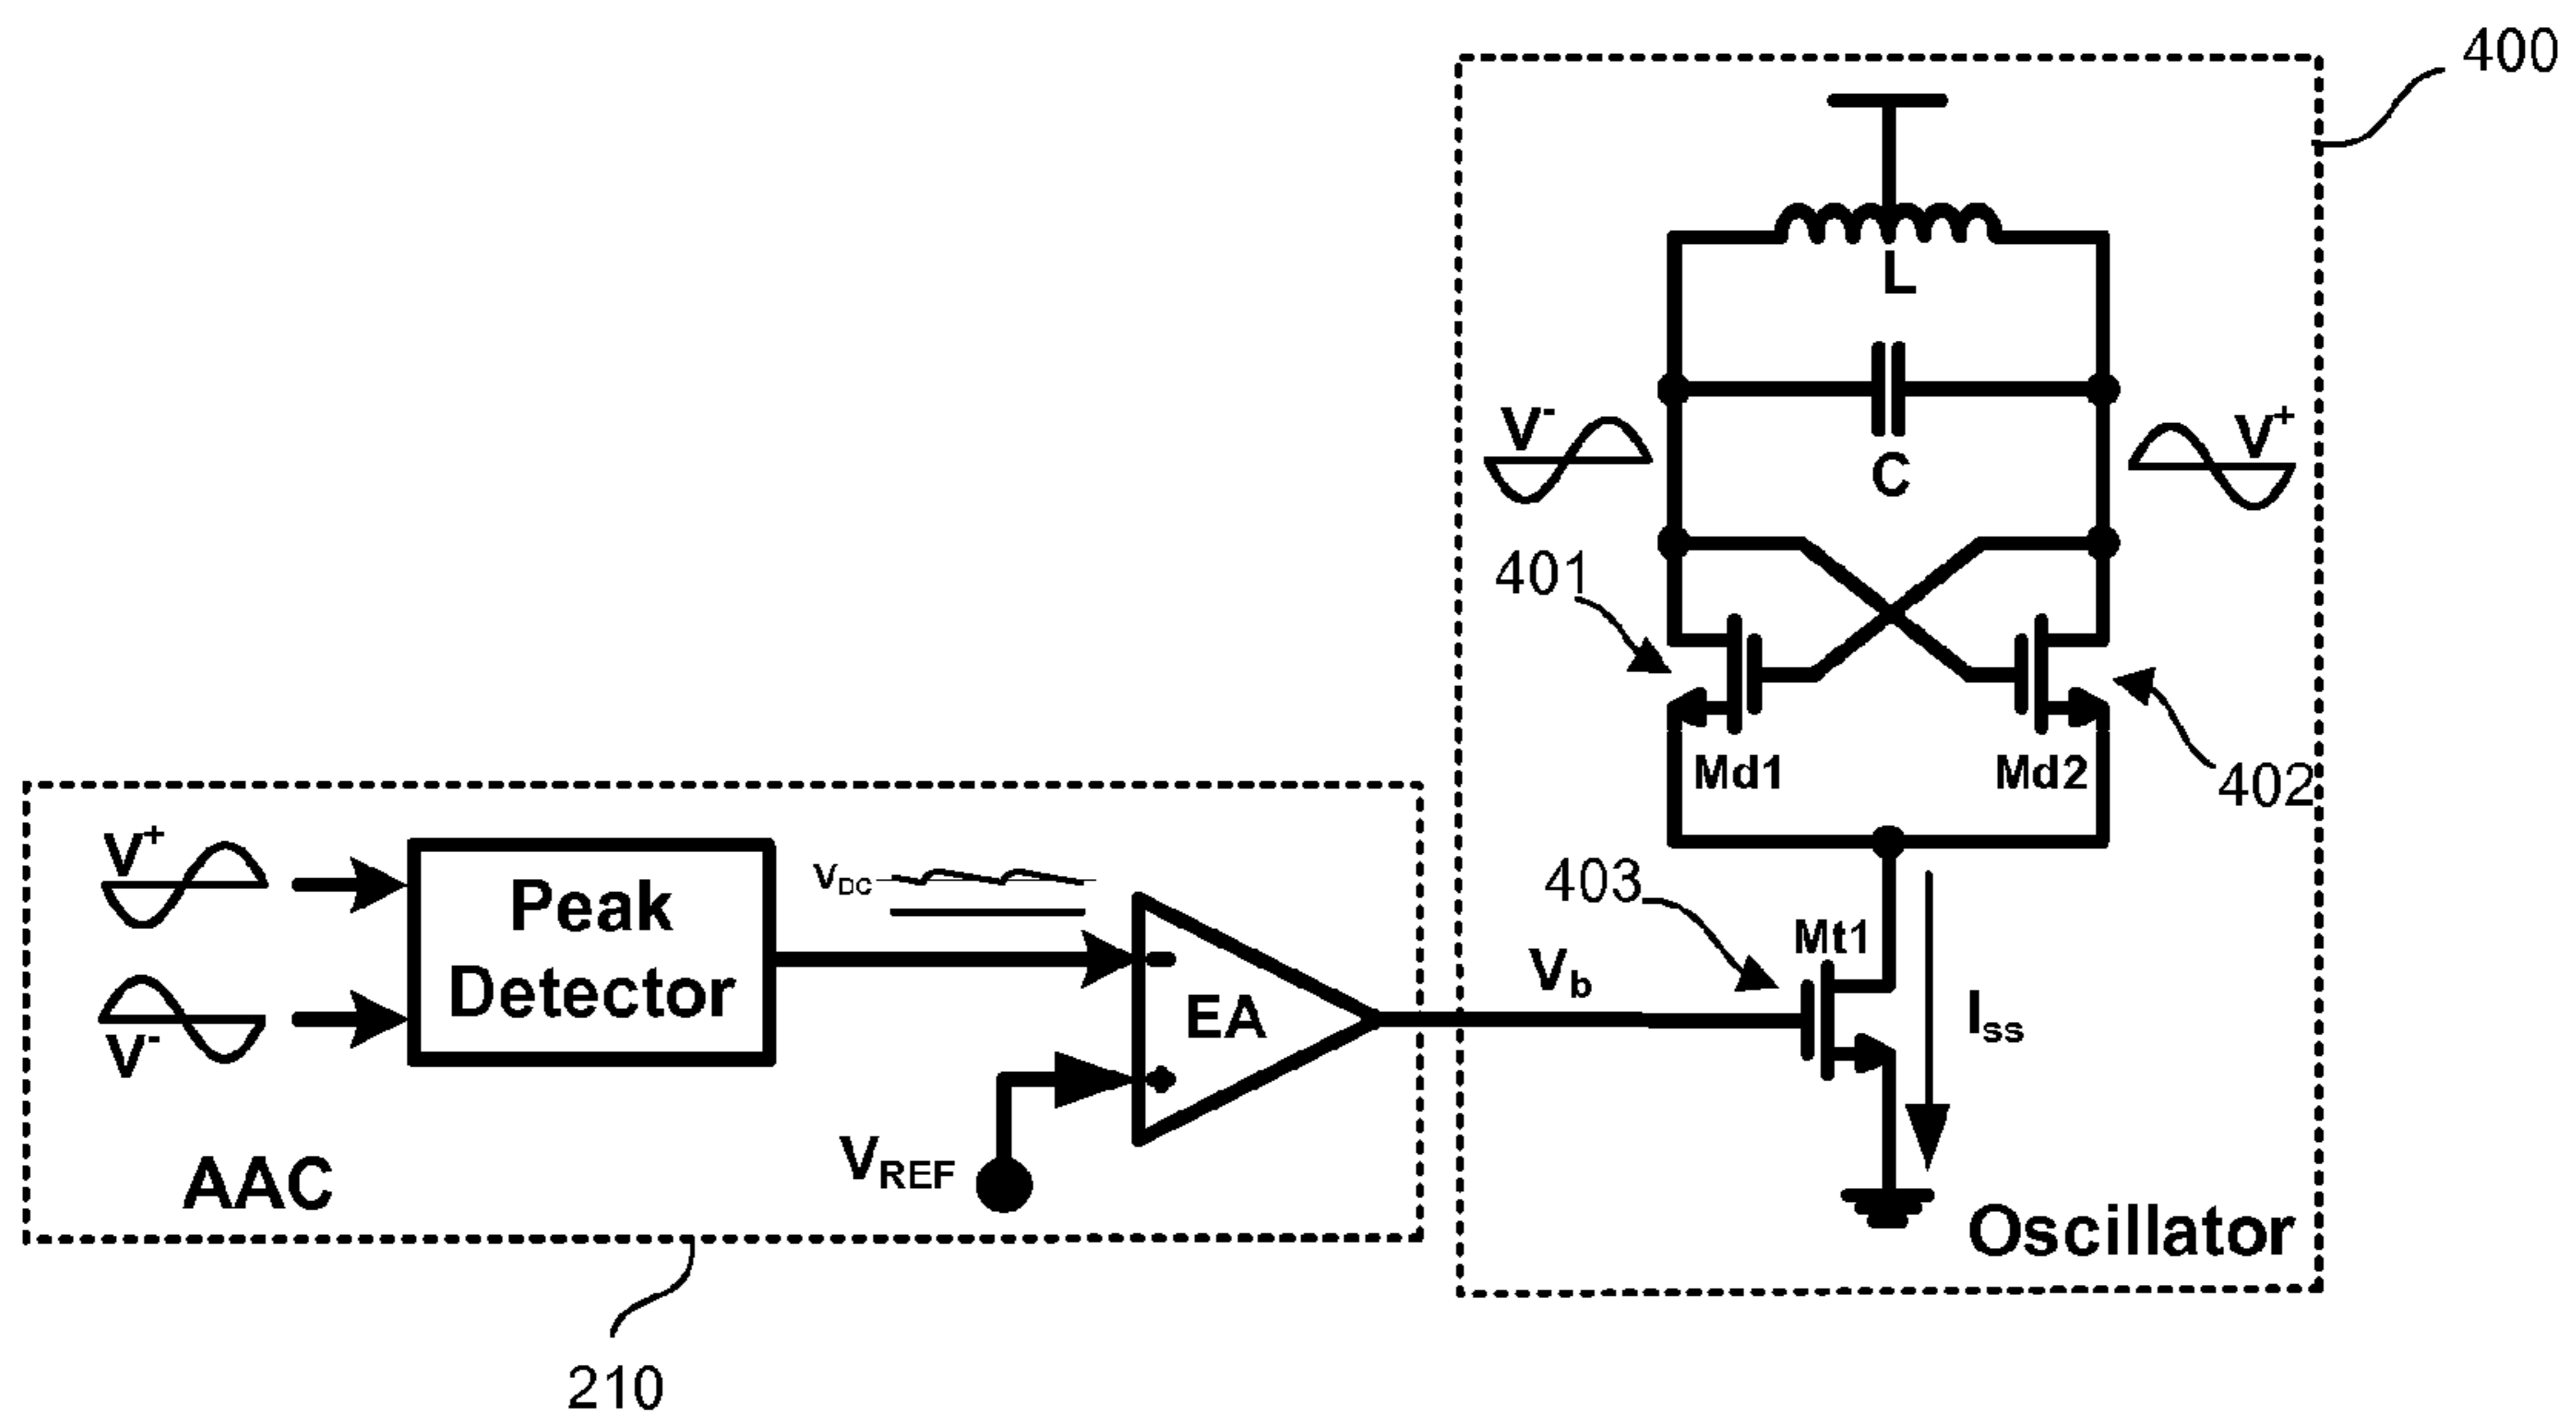 400
L
V-
V+
C
401
Md1
Md2
402
V+
Peak
Detector
VDC
403
Mt1
Vb
-
EA
Iss
V-
+
VREF
AAC
Oscillator
210